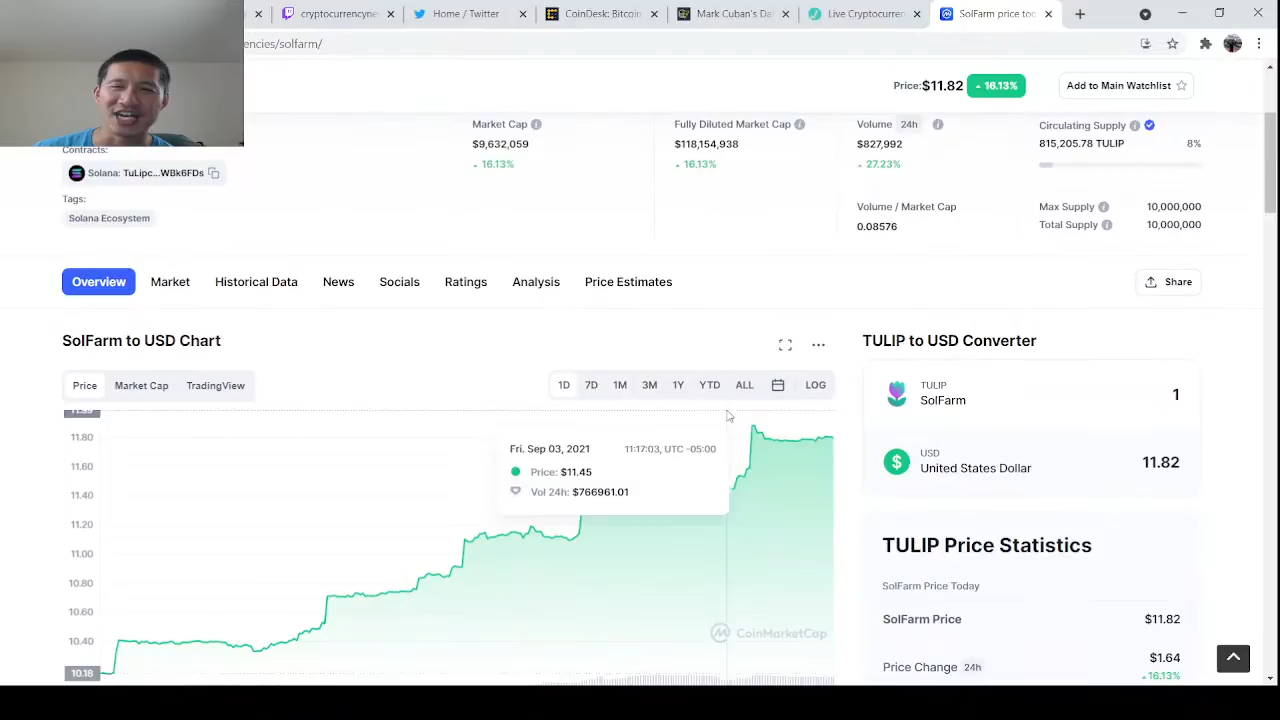 cryptocurrencyne
Home / Twitter
CoinDesk: Bitcoin
Mark Cuban's Da
Live Cryptocurren
SolFarm price too
encies/solfarm/
Price: $11.82 16.13%
Add to Main Watchlist
Contracts:
Solana: TuLipc...WBk6FDs
Tags:
Solana Ecosystem
Market Cap
$9,632,059
16.13%
Fully Diluted Market Cap
$118,154,938
16.13%
Volume 24h
$827,992
27.23%
Volume / Market Cap
0.08576
Circulating Supply
815,205.78 TULIP 8%
Max Supply 10,000,000
Total Supply 10,000,000
Overview Market Historical Data News Socials Ratings Analysis Price Estimates
Share
SolFarm to USD Chart
Price Market Cap TradingView
1D 7D 1M 3M 1Y YTD ALL LOG
11.99
11.80
11.60
11.40
11.20
11.00
10.80
10.60
10.40
10.18
Fri. Sep 03, 2021 11:17:03, UTC -05:00
Price: $11.45
Vol 24h: $766961.01
CoinMarketCap
TULIP to USD Converter
TULIP
SolFarm
1
USD
United States Dollar
11.82
TULIP Price Statistics
SolFarm Price Today
SolFarm Price $11.82
Price Change 24h $1.64
16.13%